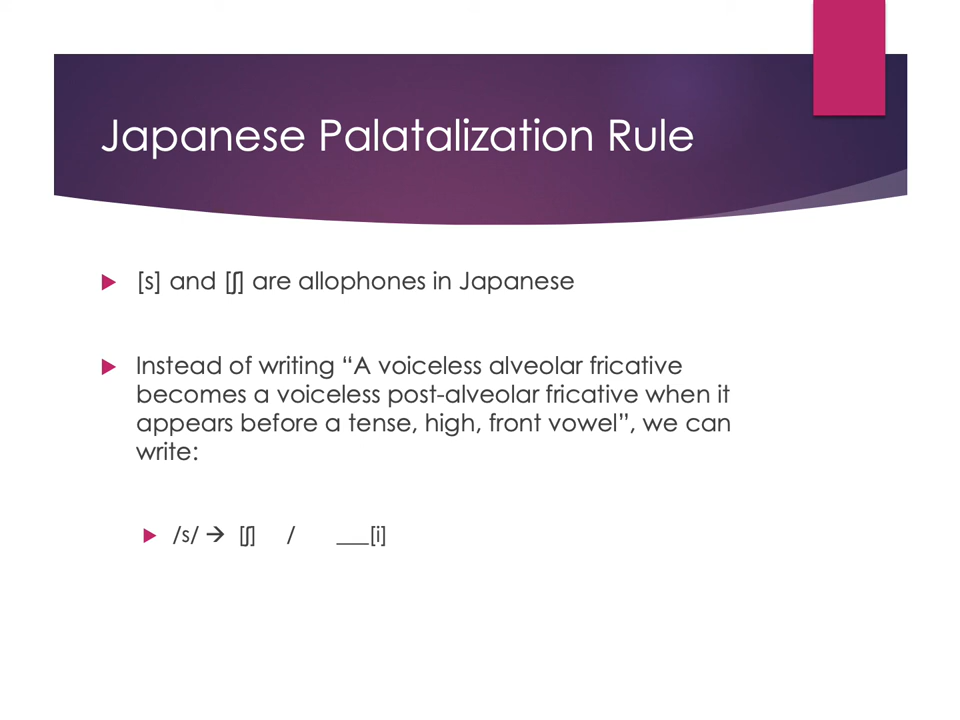 Japanese Palatalization Rule
[s] and [ʃ] are allophones in Japanese
Instead of writing “A voiceless alveolar fricative
becomes a voiceless post-alveolar fricative when it
appears before a tense, high, front vowel”, we can
write:
/s/ → [ʃ] / ___[i]